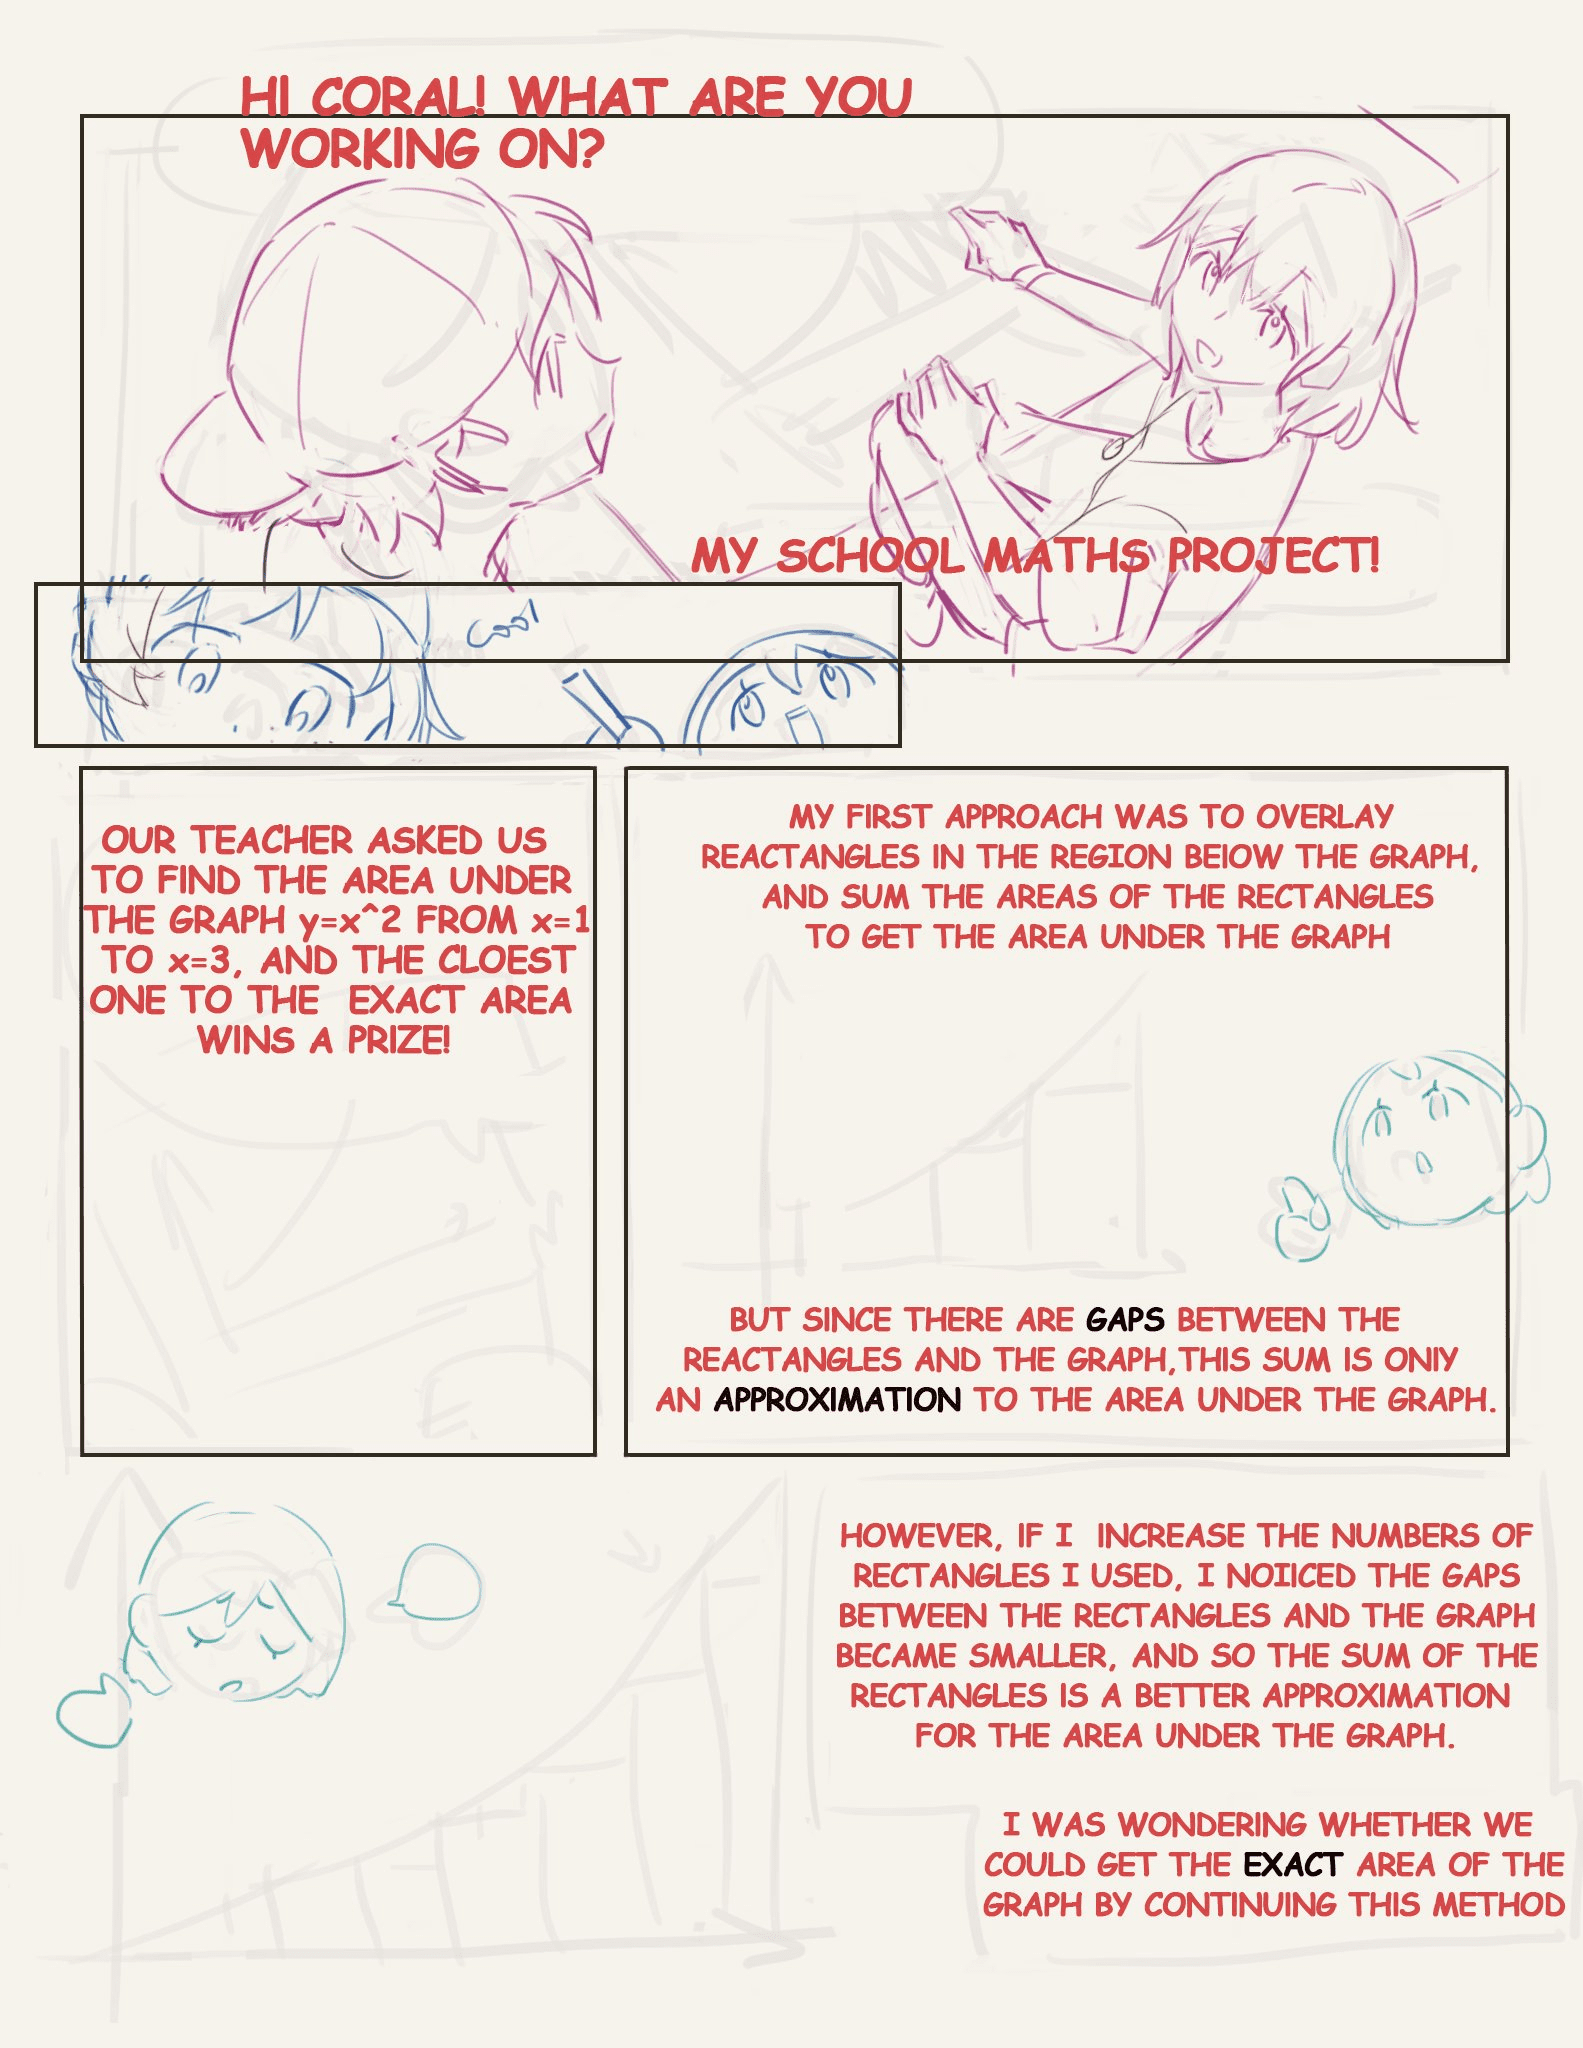 HI CORAL! WHAT ARE YOU
WORKING ON?
MY SCHOOL MATHS PROJECT!
COOl
OUR TEACHER ASKED US
TO FIND THE AREA UNDER
THE GRAPH y=x^2 FROM x=1
TO x=3, AND THE CLOEST
ONE TO THE EXACT AREA
WINS A PRIZE!
MY FIRST APPROACH WAS TO OVERLAY
REACTANGLES IN THE REGION BElOW THE GRAPH,
AND SUM THE AREAS OF THE RECTANGLES
TO GET THE AREA UNDER THE GRAPH
BUT SINCE THERE ARE GAPS BETWEEN THE
REACTANGLES AND THE GRAPH,THIS SUM IS ONlY
AN APPROXIMATION TO THE AREA UNDER THE GRAPH.
HOWEVER, IF I INCREASE THE NUMBERS OF
RECTANGLES I USED, I NOIICED THE GAPS
BETWEEN THE RECTANGLES AND THE GRAPH
BECAME SMALLER, AND SO THE SUM OF THE
RECTANGLES IS A BETTER APPROXIMATION
FOR THE AREA UNDER THE GRAPH.
I WAS WONDERING WHETHER WE
COULD GET THE EXACT AREA OF THE
GRAPH BY CONTINUING THIS METHOD